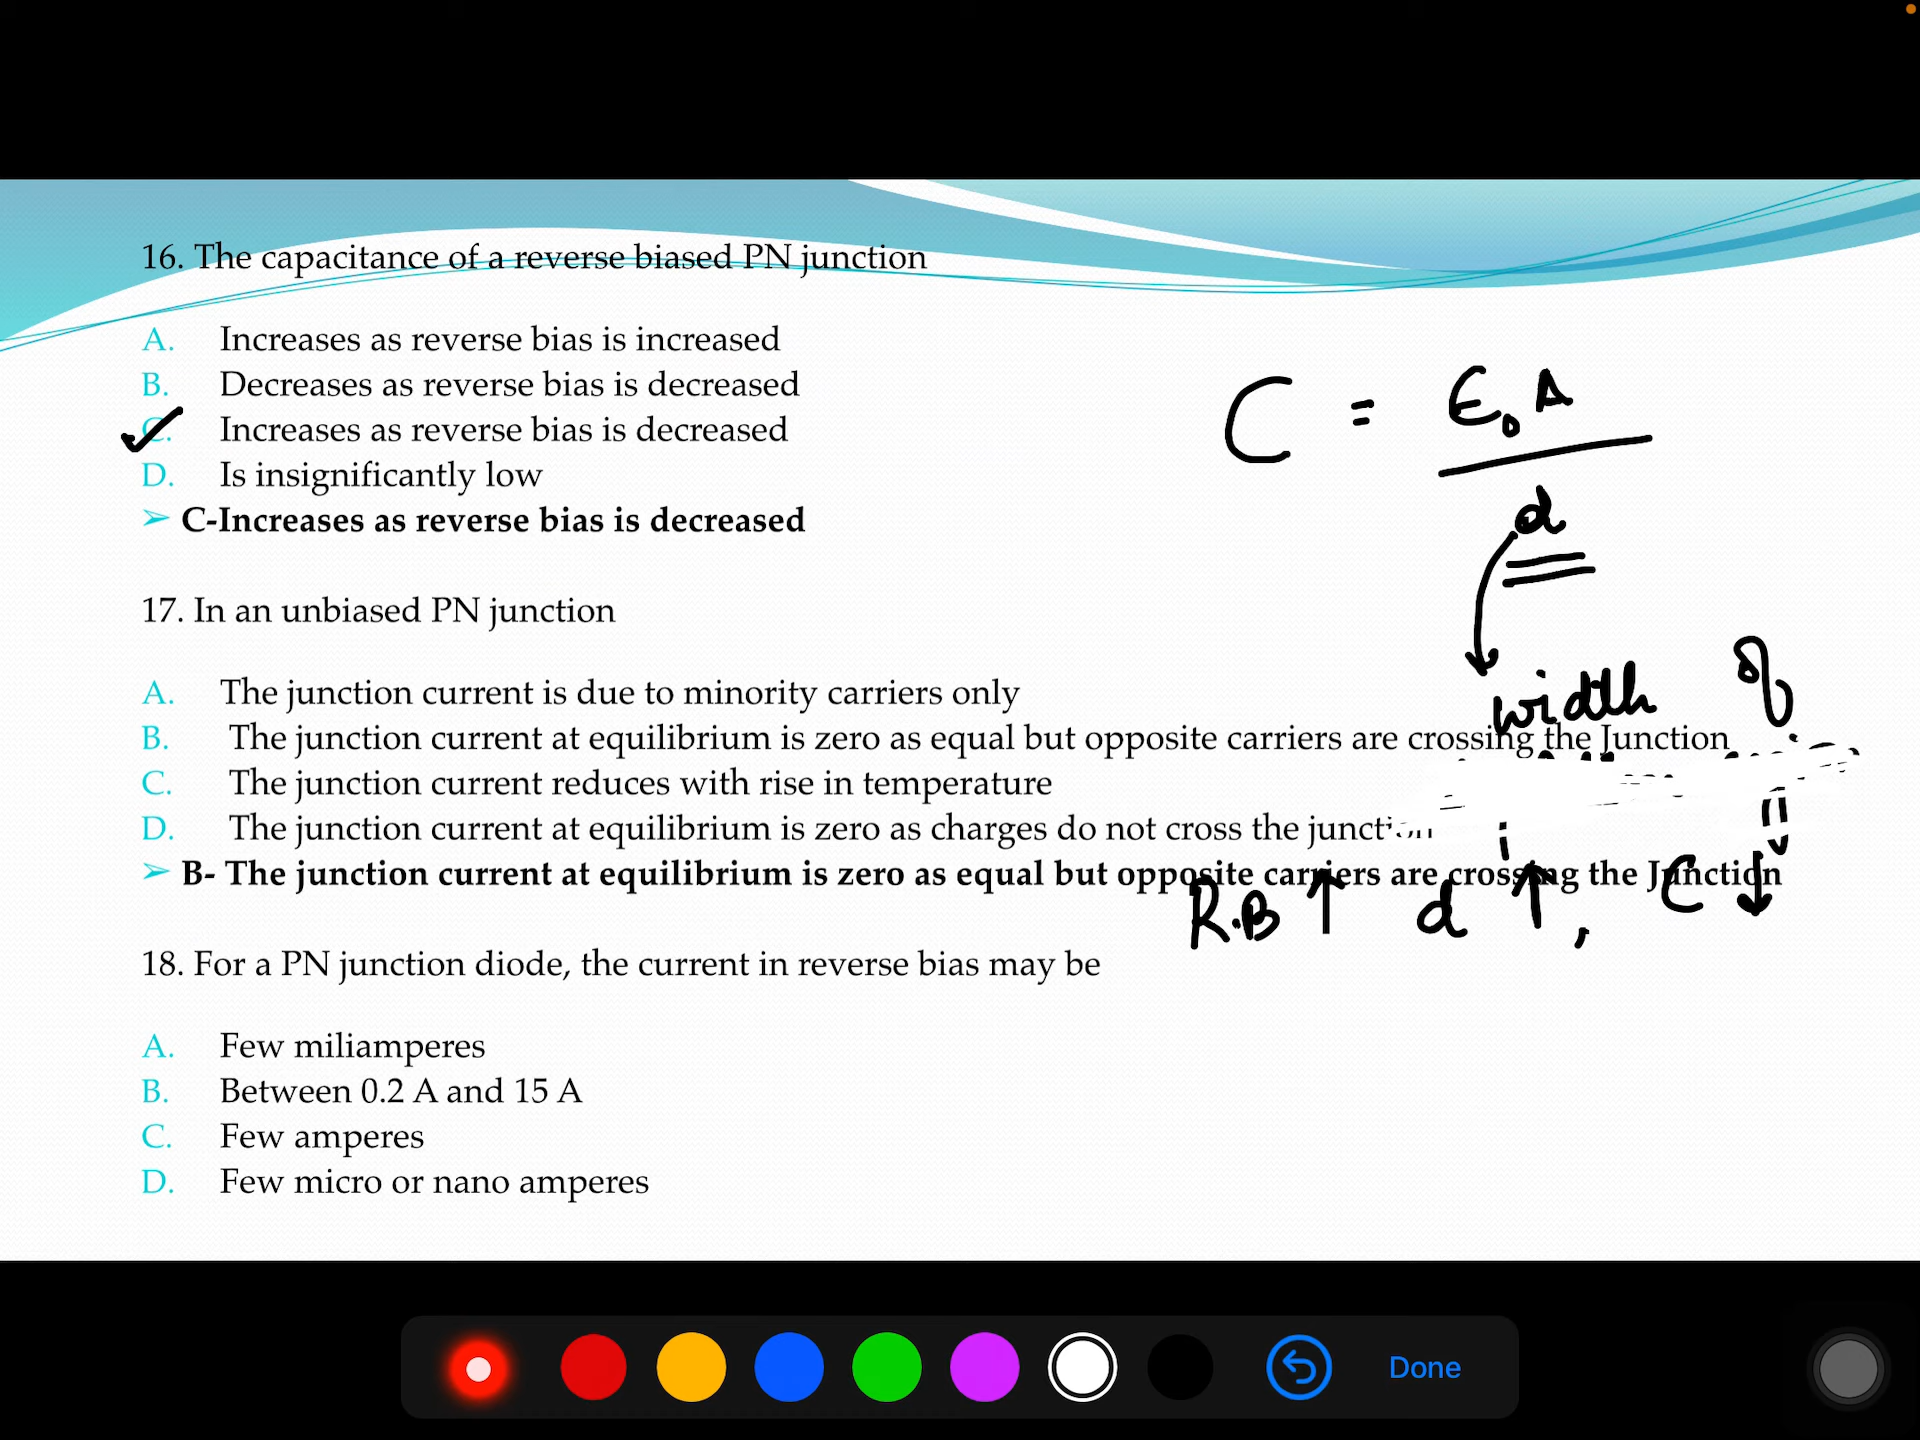 16. The capacitance of a reverse biased PN junction
A. Increases as reverse bias is increased
B. Decreases as reverse bias is decreased
C. Increases as reverse bias is decreased
D. Is insignificantly low
➢ C-Increases as reverse bias is decreased
C = ε₀ A
d
width of
17. In an unbiased PN junction
A. The junction current is due to minority carriers only
B. The junction current at equilibrium is zero as equal but opposite carriers are crossing the Junction
C. The junction current reduces with rise in temperature
D. The junction current at equilibrium is zero as charges do not cross the junction
➢ B- The junction current at equilibrium is zero as equal but opposite carriers are crossing the Junction
R.B ↑ d ↑ , C ↓
18. For a PN junction diode, the current in reverse bias may be
A. Few miliamperes
B. Between 0.2 A and 15 A
C. Few amperes
D. Few micro or nano amperes
Done